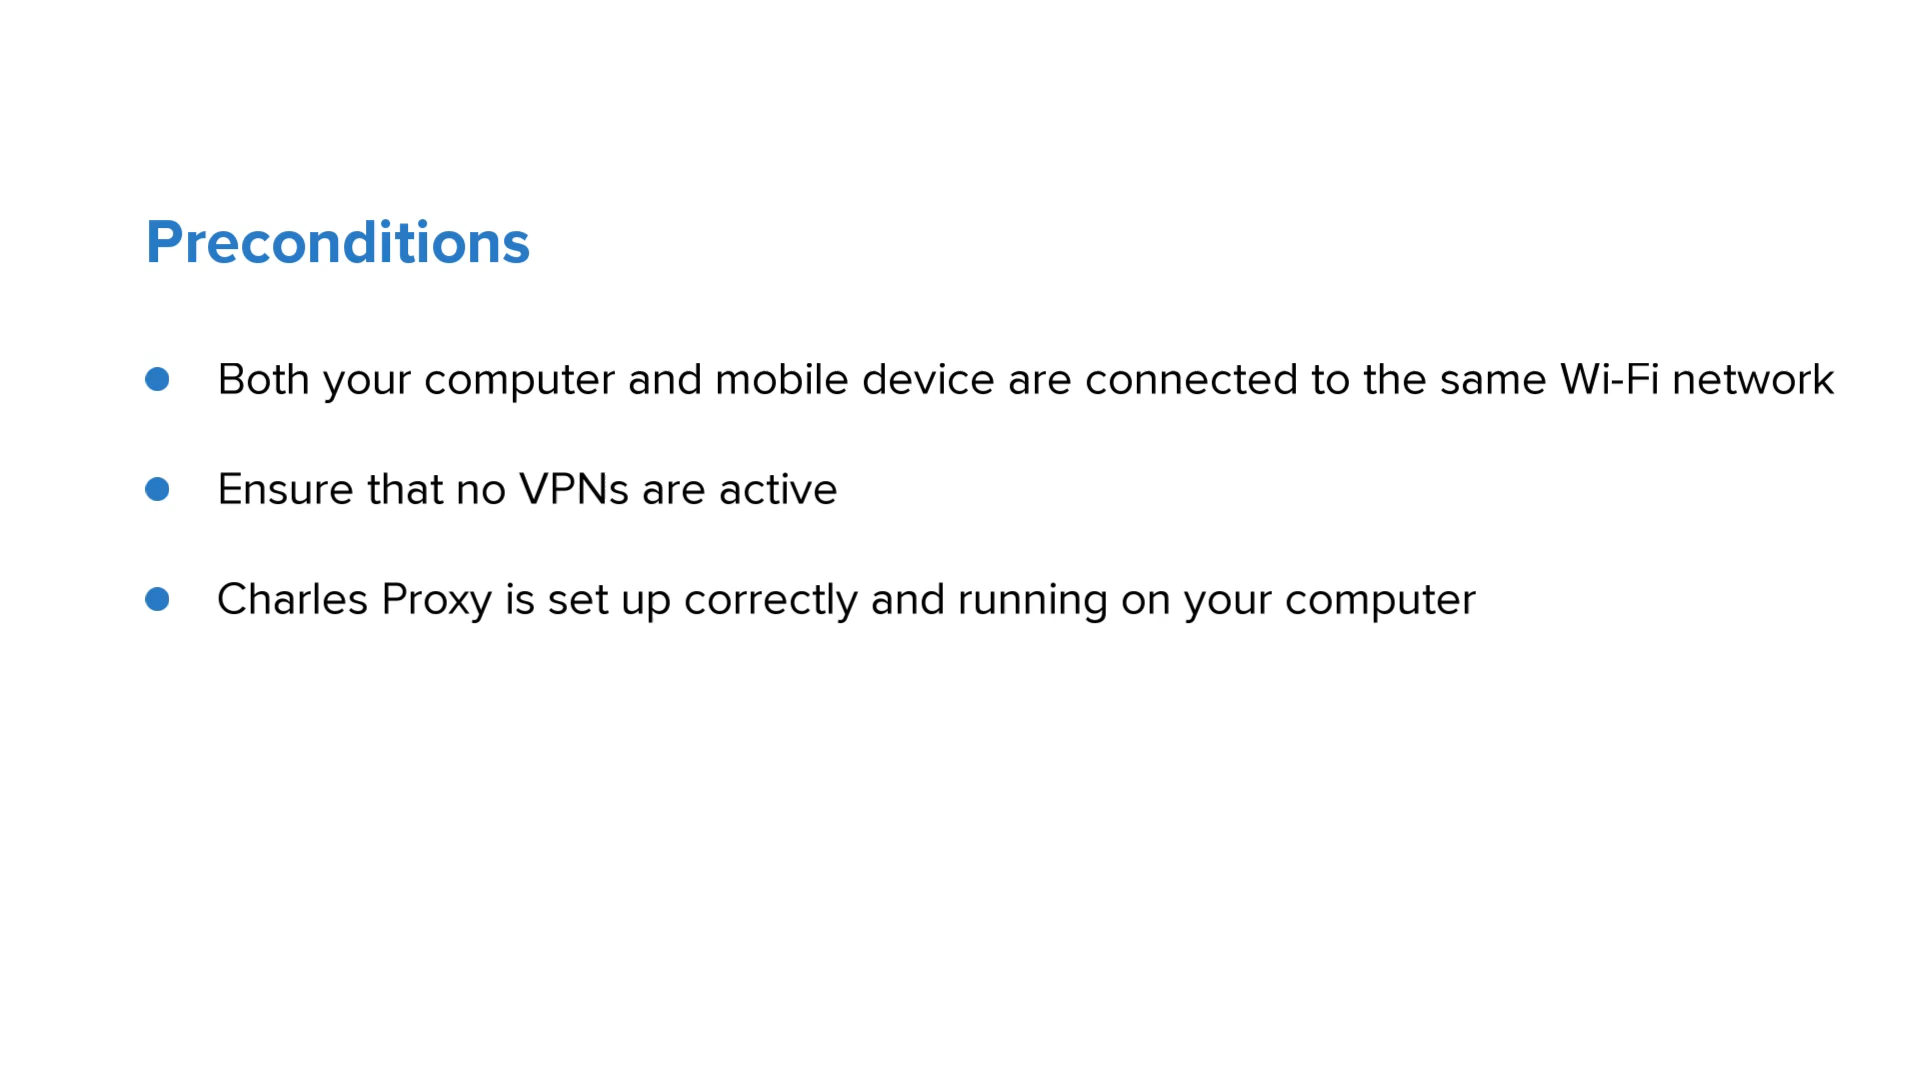 Preconditions
Both your computer and mobile device are connected to the same Wi-Fi network
Ensure that no VPNs are active
Charles Proxy is set up correctly and running on your computer